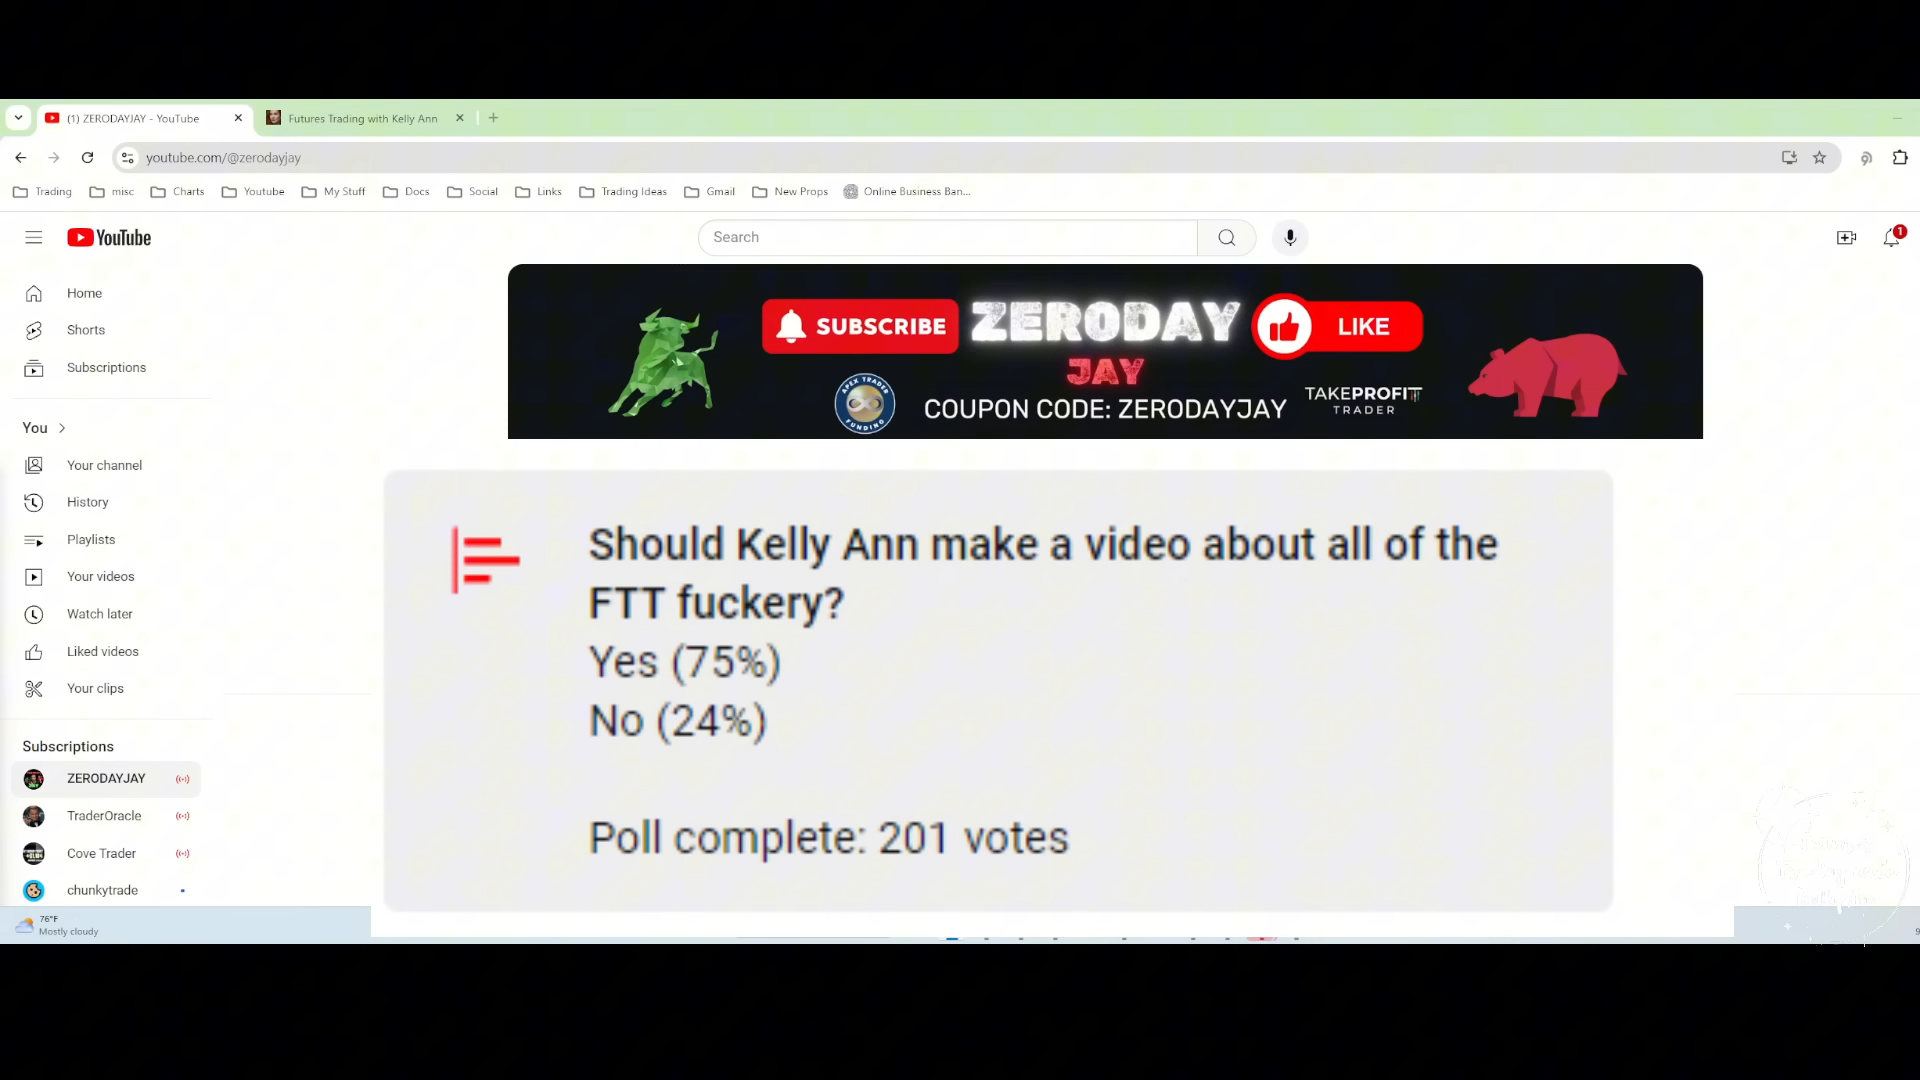 (1) ZERODAYJAY - YouTube
Futures Trading with Kelly Ann
youtube.com/@zerodayjay
Trading
misc
Charts
Youtube
My Stuff
Docs
Social
Links
Trading Ideas
Gmail
New Props
Online Business Ban...
YouTube
Search
1
Home
Shorts
Subscriptions
You
Your channel
History
Playlists
Your videos
Watch later
Liked videos
Your clips
Subscriptions
ZERODAYJAY
TraderOracle
Cove Trader
chunkytrade
SUBSCRIBE
ZERODAY
JAY
LIKE
APEX TRADER
FUNDING
COUPON CODE: ZERODAYJAY
TAKEPROFIT
TRADER
Should Kelly Ann make a video about all of the
FTT fuckery?
Yes (75%)
No (24%)
Poll complete: 201 votes
76°F
Mostly cloudy